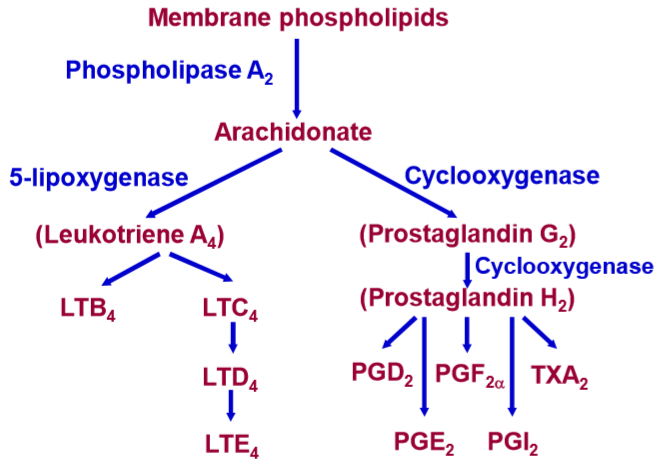 Membrane phospholipids
Phospholipase A₂
Arachidonate
5-lipoxygenase
Cyclooxygenase
(Leukotriene A₄)
(Prostaglandin G₂)
Cyclooxygenase
(Prostaglandin H₂)
LTB₄
LTC₄
LTD₄
LTE₄
PGD₂
PGF₂α
TXA₂
PGE₂
PGI₂